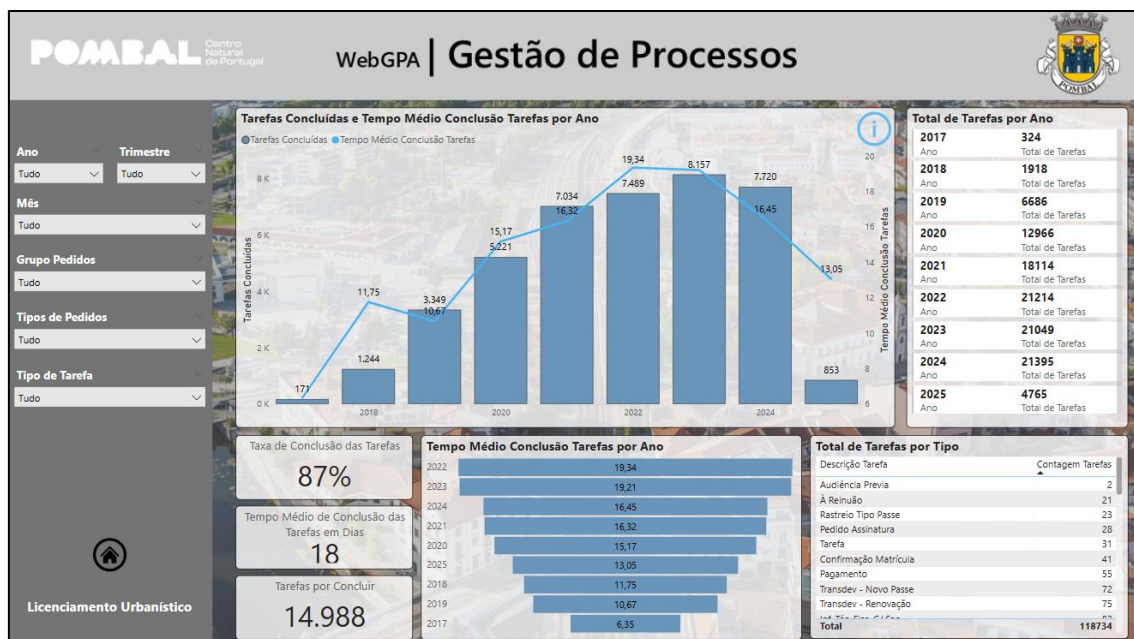 POMBAL Centro Natural de Portugal
WebGPA | Gestão de Processos
POMBAL
Ano
Tudo
Trimestre
Tudo
Mês
Tudo
Grupo Pedidos
Tudo
Tipos de Pedidos
Tudo
Tipo de Tarefa
Tudo
Licenciamento Urbanístico
Tarefas Concluídas e Tempo Médio Conclusão Tarefas por Ano
Tarefas Concluídas Tempo Médio Conclusão Tarefas
i
Tarefas Concluídas
8 K
6 K
4 K
2 K
0 K
171
1.244
11,75
3.349
10,67
15,17
5.221
7.034
16,32
19,34
7.489
8.157
7.720
16,45
13,05
853
2018
2020
2022
2024
20
18
16
14
12
10
8
6
Tempo Médio Conclusão Tarefas
Total de Tarefas por Ano
2017 324
Ano Total de Tarefas
2018 1918
Ano Total de Tarefas
2019 6686
Ano Total de Tarefas
2020 12966
Ano Total de Tarefas
2021 18114
Ano Total de Tarefas
2022 21214
Ano Total de Tarefas
2023 21049
Ano Total de Tarefas
2024 21395
Ano Total de Tarefas
2025 4765
Ano Total de Tarefas
Taxa de Conclusão das Tarefas
87%
Tempo Médio de Conclusão das
Tarefas em Dias
18
Tarefas por Concluir
14.988
Tempo Médio Conclusão Tarefas por Ano
2022 19,34
2023 19,21
2024 16,45
2021 16,32
2020 15,17
2025 13,05
2018 11,75
2019 10,67
2017 6,35
Total de Tarefas por Tipo
Descrição Tarefa Contagem Tarefas
Audiência Previa 2
À Reinuão 21
Rastreio Tipo Passe 23
Pedido Assinatura 28
Tarefa 31
Confirmação Matrícula 41
Pagamento 55
Transdev - Novo Passe 72
Transdev - Renovação 75
Total 118734